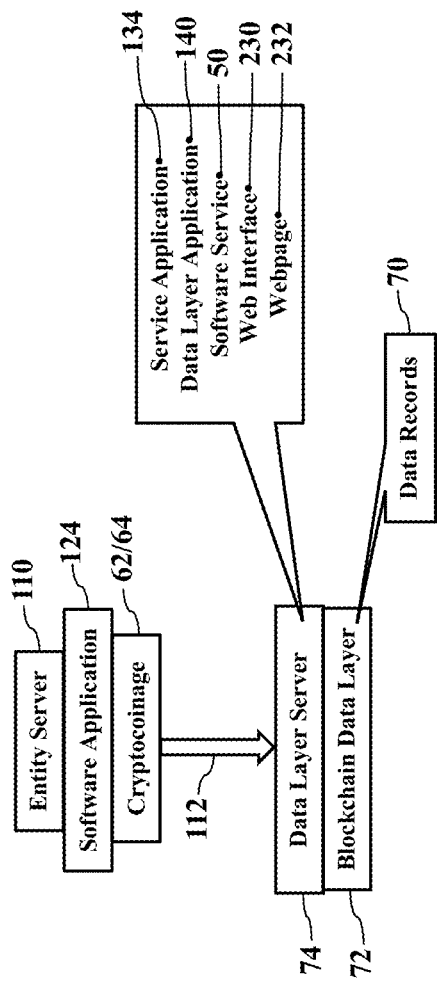 110
Entity Server
124
Software Application
62/64
Cryptocoinage
112
74
Data Layer Server
72
Blockchain Data Layer
Service Application• 134
Data Layer Application• 140
Software Service• 50
Web Interface• 230
Webpage• 232
70
Data Records